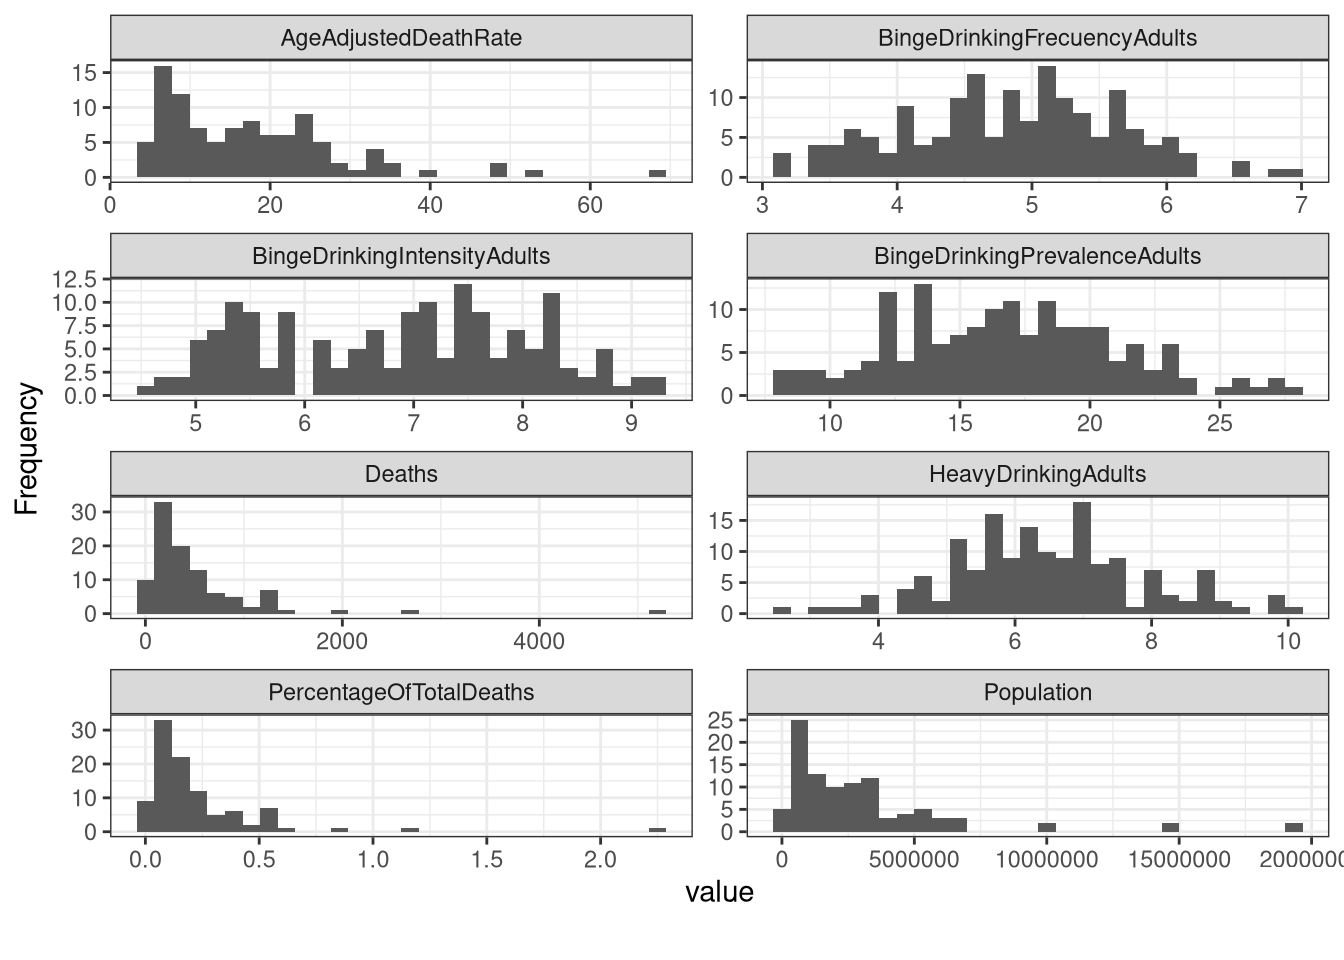 AgeAdjustedDeathRate
BingeDrinkingFrecuencyAdults
15
10
5
0
0 20 40 60
10
5
0
3 4 5 6 7
BingeDrinkingIntensityAdults
BingeDrinkingPrevalenceAdults
12.5
10.0
7.5
5.0
2.5
0.0
5 6 7 8 9
10
5
0
10 15 20 25
Frequency
Deaths
HeavyDrinkingAdults
30
20
10
0
0 2000 4000
15
10
5
0
4 6 8 10
PercentageOfTotalDeaths
Population
30
20
10
0
0.0 0.5 1.0 1.5 2.0
25
20
15
10
5
0
0 5000000 10000000 15000000
value